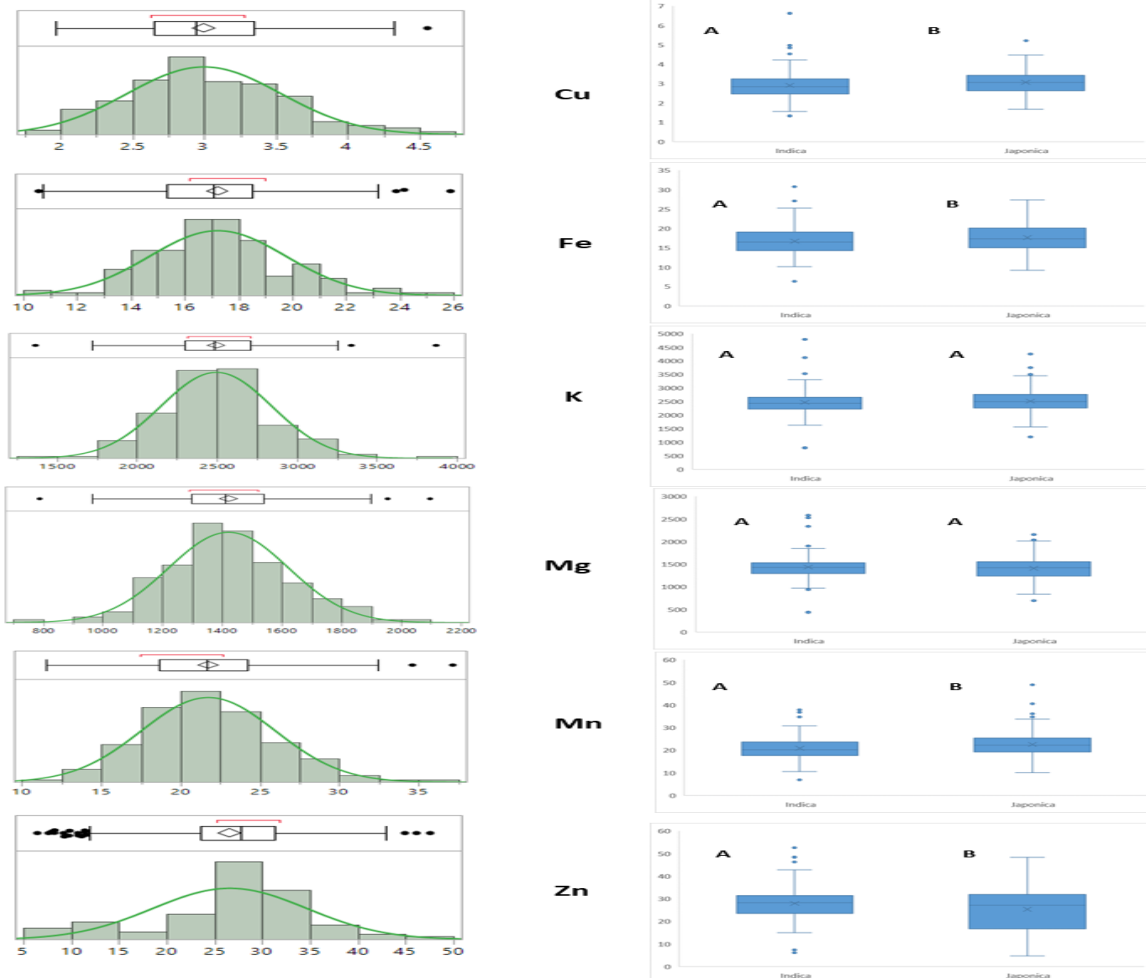 2 2.5 3 3.5 4 4.5
Cu
7
6
5
4
3
2
1
0
A B
Indica Japonica
10 12 14 16 18 20 22 24 26
Fe
35
30
25
20
15
10
5
0
A B
Indica Japonica
1500 2000 2500 3000 3500 4000
K
5000
4500
4000
3500
3000
2500
2000
1500
1000
500
0
A A
Indica Japonica
800 1000 1200 1400 1600 1800 2000 2200
Mg
3000
2500
2000
1500
1000
500
0
A A
Indica Japonica
10 15 20 25 30 35
Mn
60
50
40
30
20
10
0
A B
Indica Japonica
5 10 15 20 25 30 35 40 45 50
Zn
60
50
40
30
20
10
0
A B
Indica Japonica